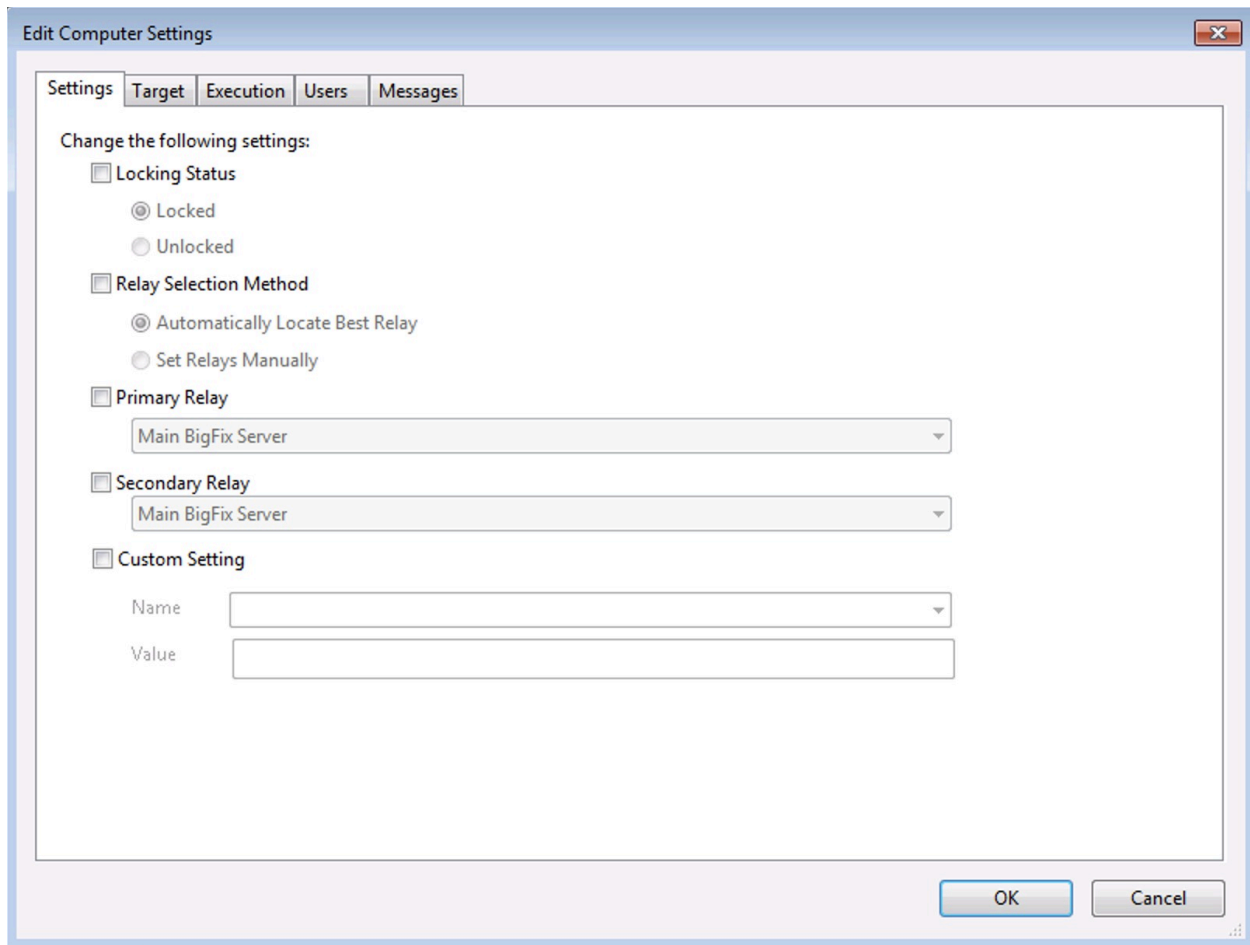 Edit Computer Settings
Settings Target Execution Users Messages
Change the following settings:
Locking Status
Locked
Unlocked
Relay Selection Method
Automatically Locate Best Relay
Set Relays Manually
Primary Relay
Main BigFix Server
Secondary Relay
Main BigFix Server
Custom Setting
Name
Value
OK Cancel